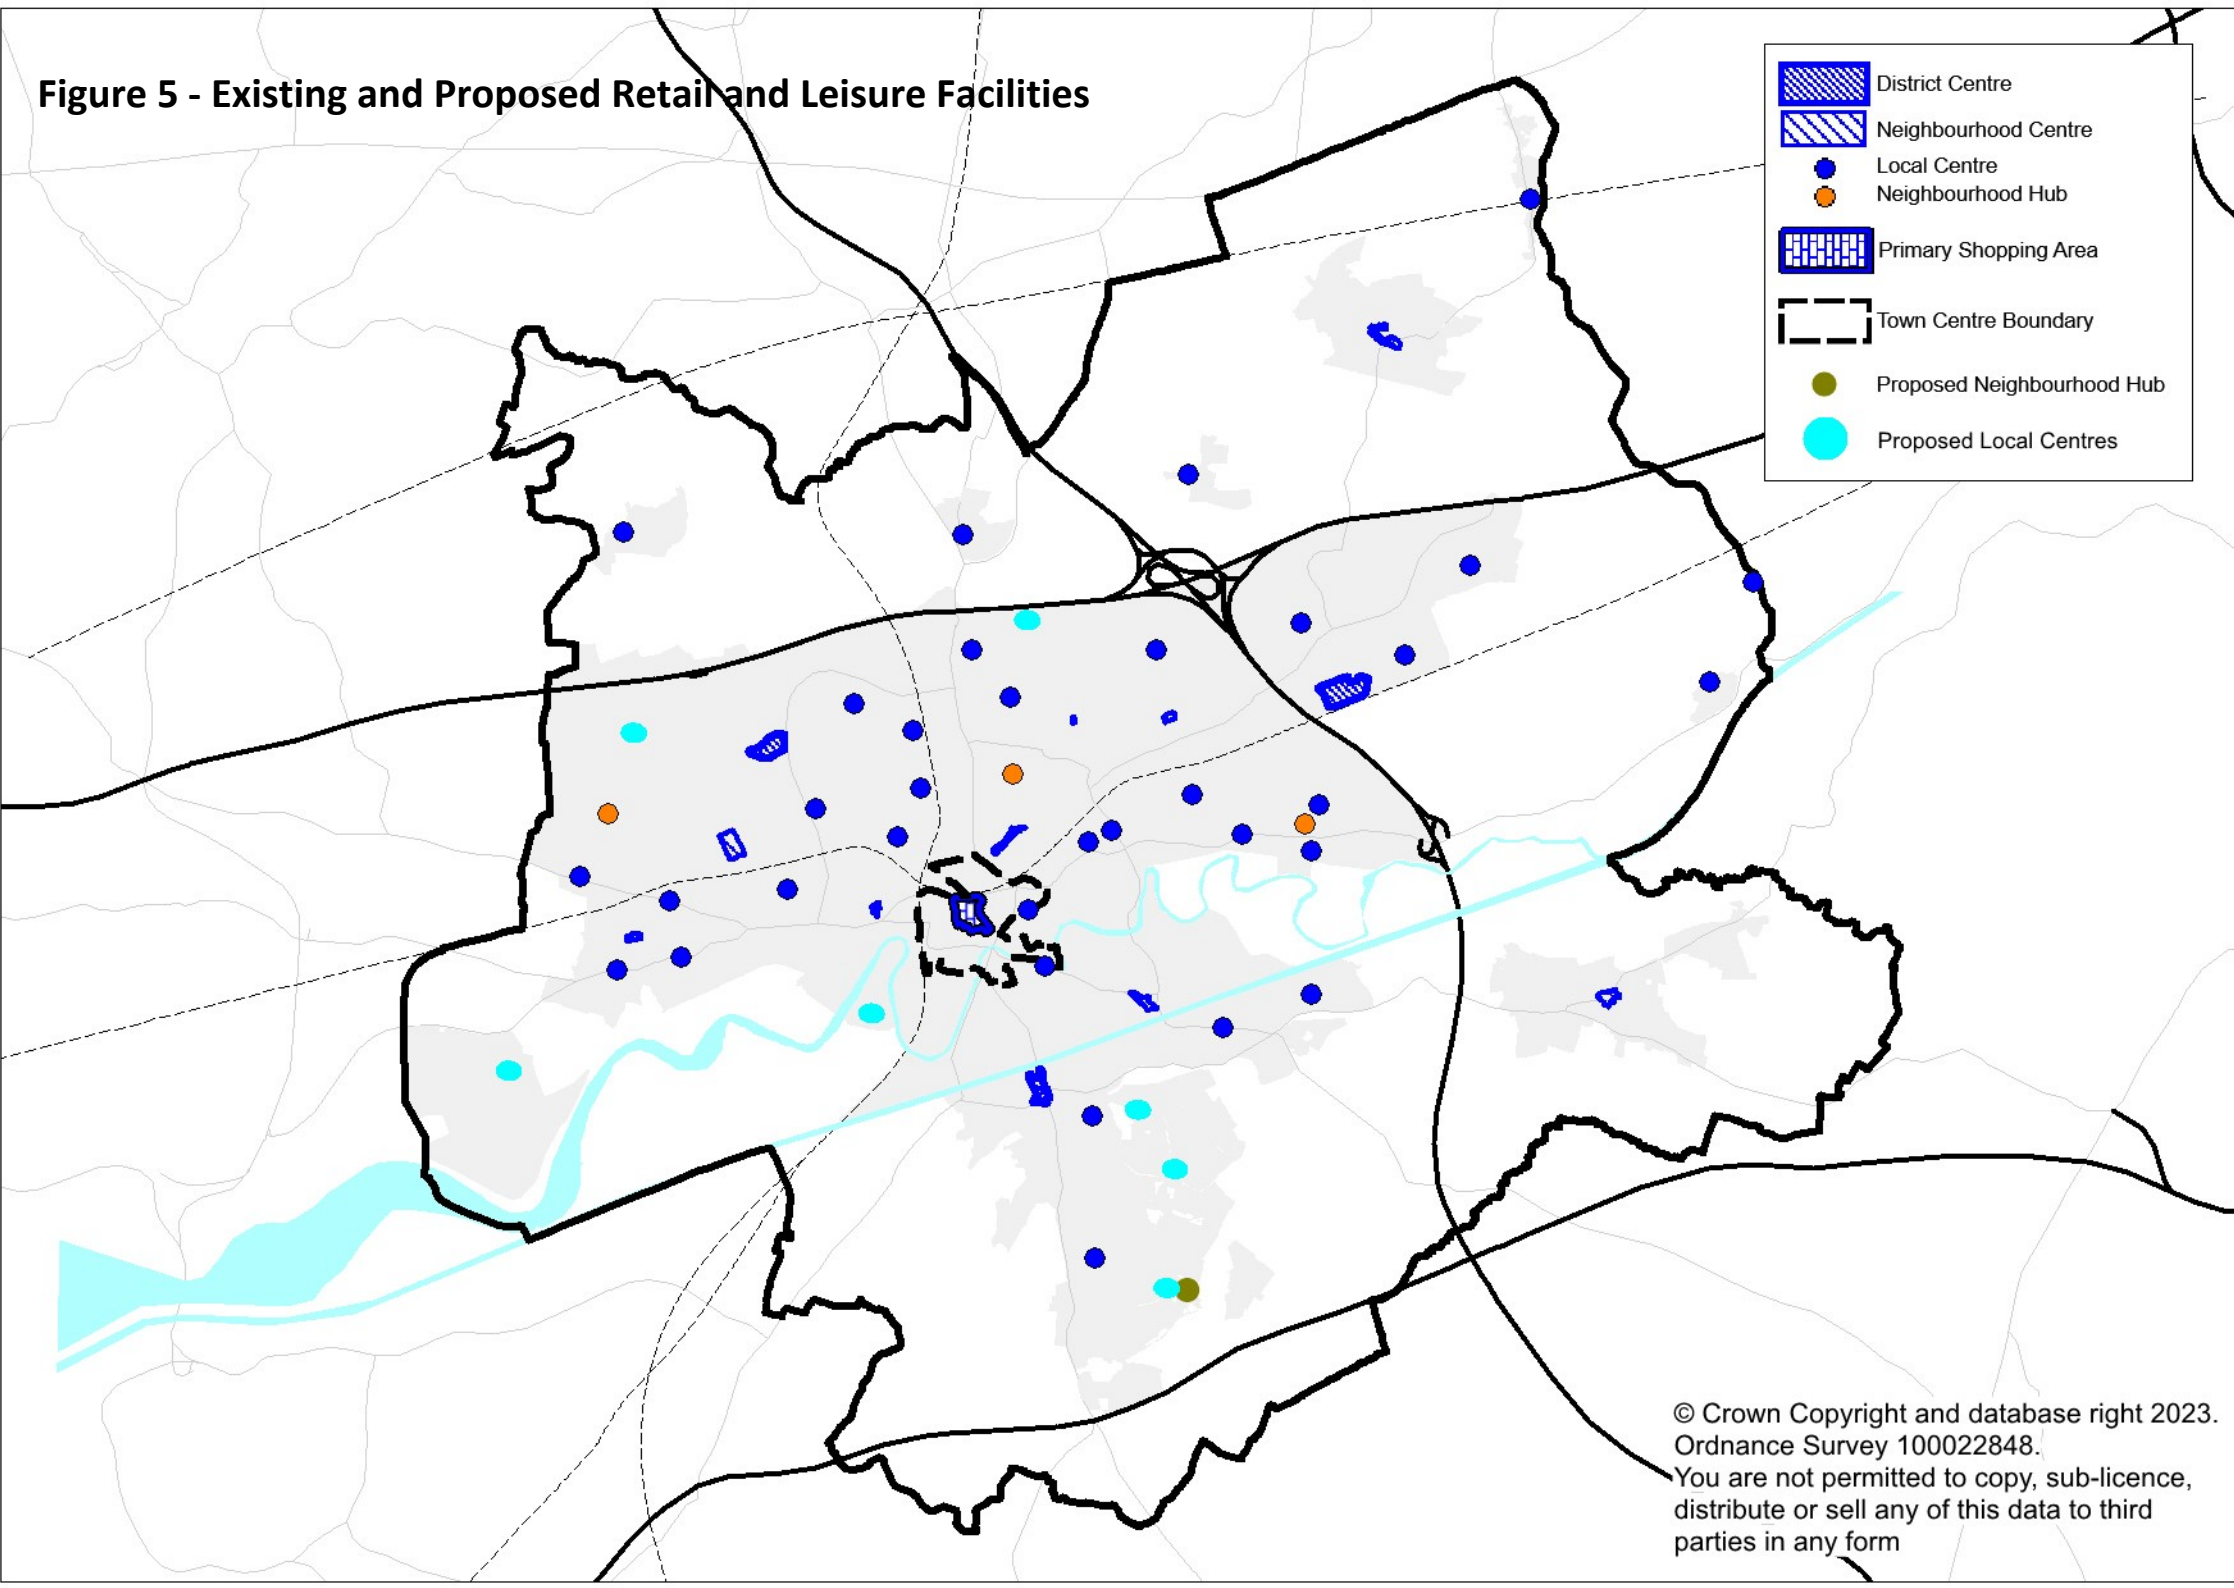 Figure 5 - Existing and Proposed Retail and Leisure Facilities
District Centre
Neighbourhood Centre
Local Centre
Neighbourhood Hub
Primary Shopping Area
Town Centre Boundary
Proposed Neighbourhood Hub
Proposed Local Centres
© Crown Copyright and database right 2023.
Ordnance Survey 100022848.
You are not permitted to copy, sub-licence,
distribute or sell any of this data to third
parties in any form